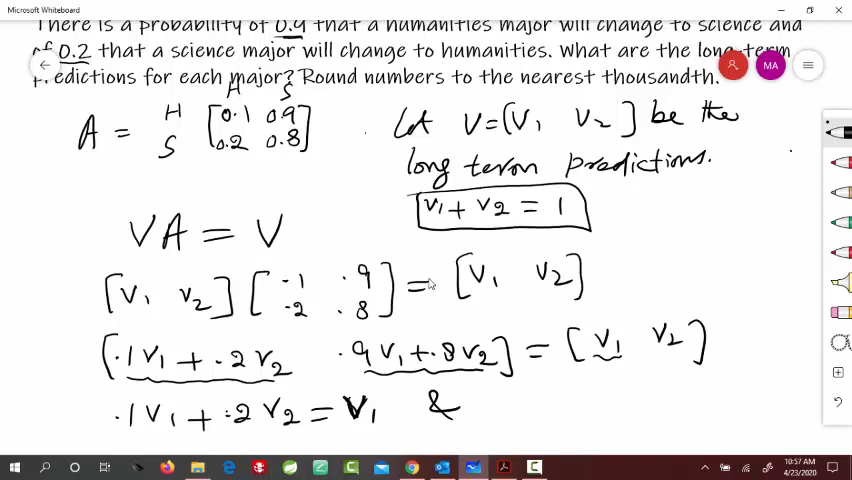 Microsoft Whiteboard
There is a probability of 0.9 that a humanities major will change to science and
of 0.2 that a science major will change to humanities. What are the long-term
predictions for each major? Round numbers to the nearest thousandth.
MA
H S
A = H [0.1 0.9
S 0.2 0.8]
Let V = [V1 V2] be the
long term predictions.
V1 + V2 = 1
VA = V
[V1 V2] [.1 .9
.2 .8] = [V1 V2]
[.1V1 + .2V2 .9V1 + .8V2] = [V1 V2]
.1V1 + .2V2 = V1 &
10:57 AM
4/23/2020